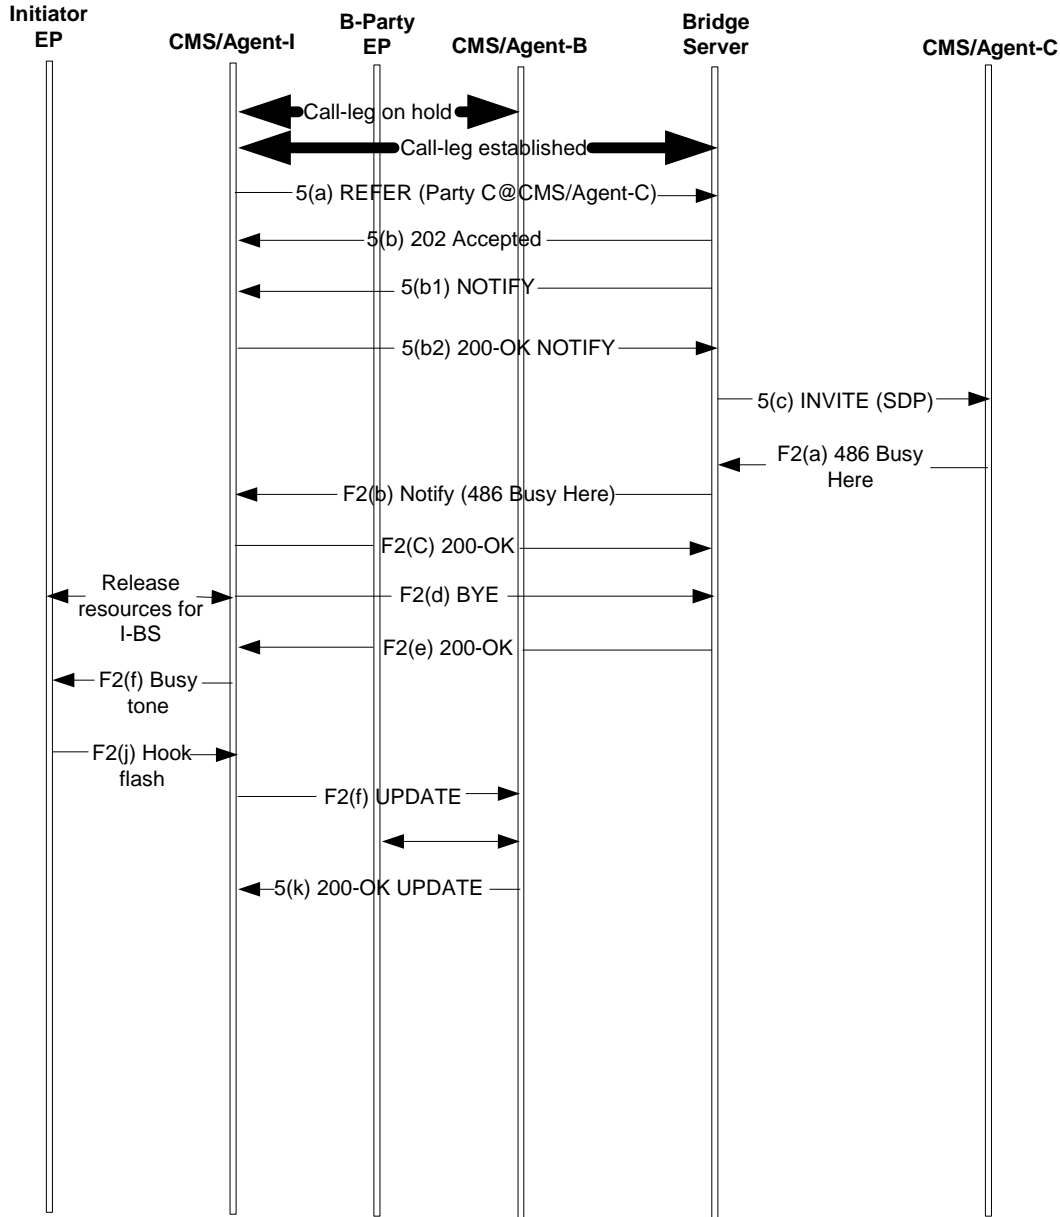 Initiator
EP
CMS/Agent-I
B-Party
EP
CMS/Agent-B
Bridge
Server
CMS/Agent-C
Call-leg on hold
Call-leg established
5(a) REFER (Party C@CMS/Agent-C)
5(b) 202 Accepted
5(b1) NOTIFY
5(b2) 200-OK NOTIFY
5(c) INVITE (SDP)
F2(a) 486 Busy
Here
F2(b) Notify (486 Busy Here)
F2(C) 200-OK
Release
resources for
I-BS
F2(d) BYE
F2(e) 200-OK
F2(f) Busy
tone
F2(j) Hook
flash
F2(f) UPDATE
5(k) 200-OK UPDATE